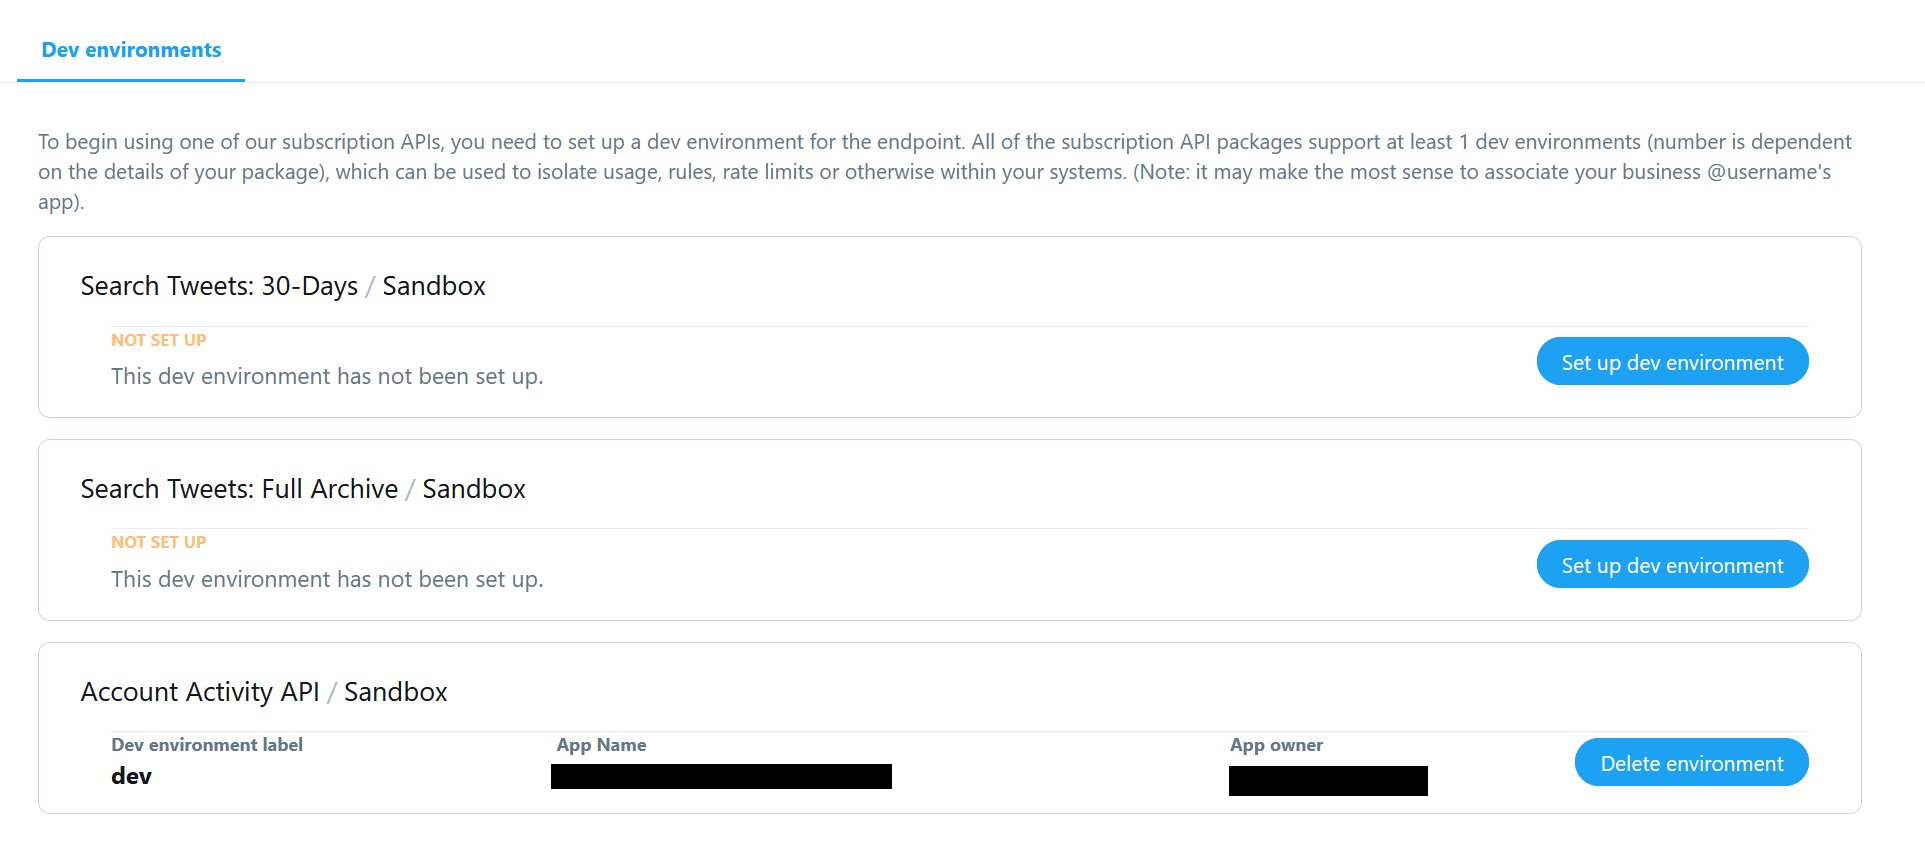 Dev environments
To begin using one of our subscription APIs, you need to set up a dev environment for the endpoint. All of the subscription API packages support at least 1 dev environments (number is dependent
on the details of your package), which can be used to isolate usage, rules, rate limits or otherwise within your systems. (Note: it may make the most sense to associate your business @username's
app).
Search Tweets: 30-Days / Sandbox
NOT SET UP
This dev environment has not been set up.
Set up dev environment
Search Tweets: Full Archive / Sandbox
NOT SET UP
This dev environment has not been set up.
Set up dev environment
Account Activity API / Sandbox
Dev environment label
App Name
App owner
dev
Delete environment